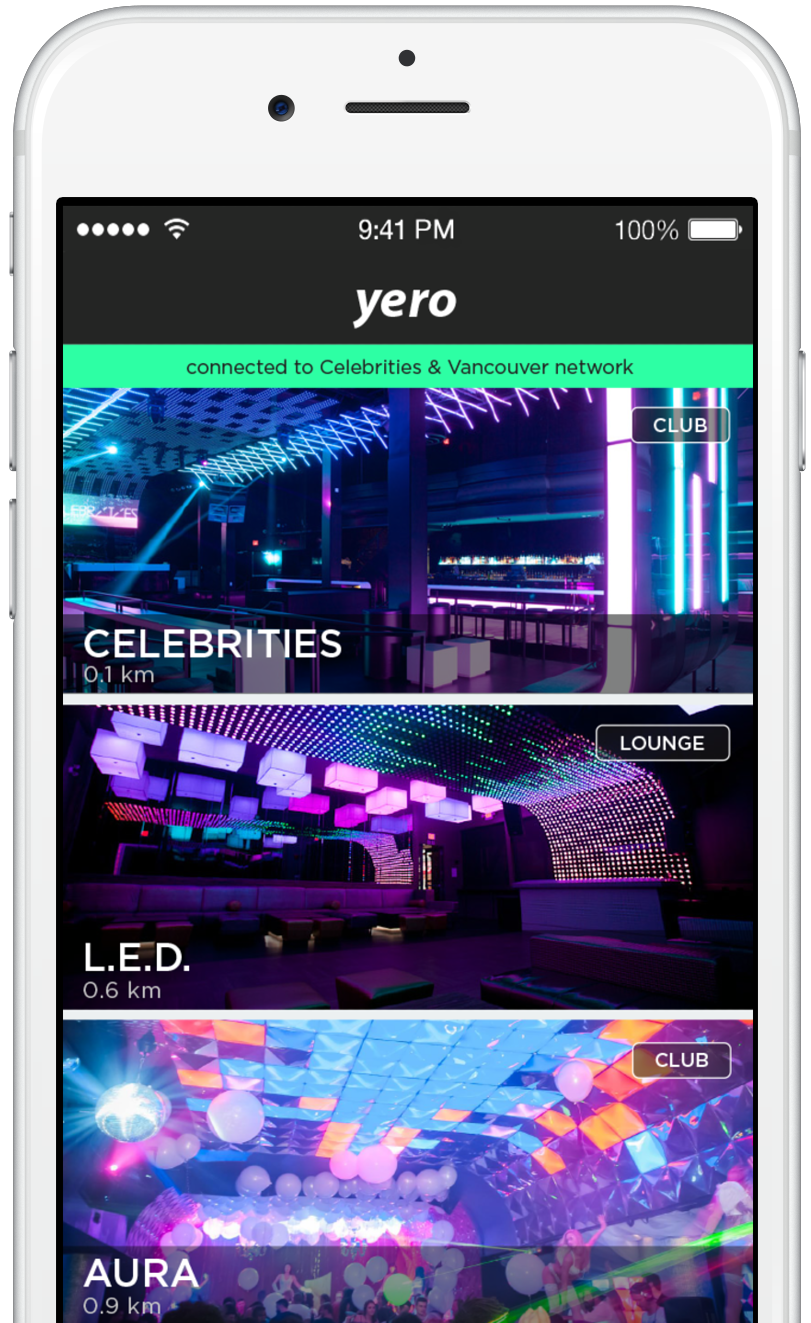 9:41 PM
100%
yero
connected to Celebrities & Vancouver network
CLUB
CELEBRITIES
0.1 km
LOUNGE
L.E.D.
0.6 km
CLUB
AURA
0.9 km